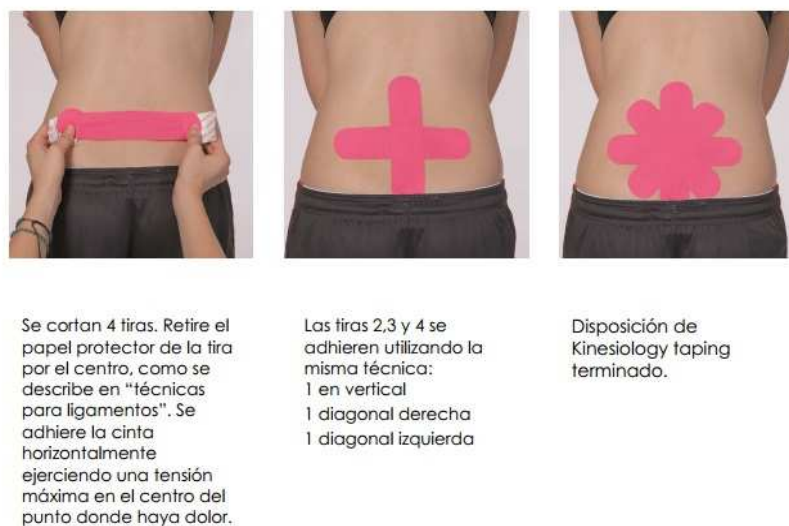 Se cortan 4 tiras. Retire el
papel protector de la tira
por el centro, como se
describe en “técnicas
para ligamentos”. Se
adhiere la cinta
horizontalmente
ejerciendo una tensión
máxima en el centro del
punto donde haya dolor.
Las tiras 2,3 y 4 se
adhieren utilizando la
misma técnica:
1 en vertical
1 diagonal derecha
1 diagonal izquierda
Disposición de
Kinesiology taping
terminado.